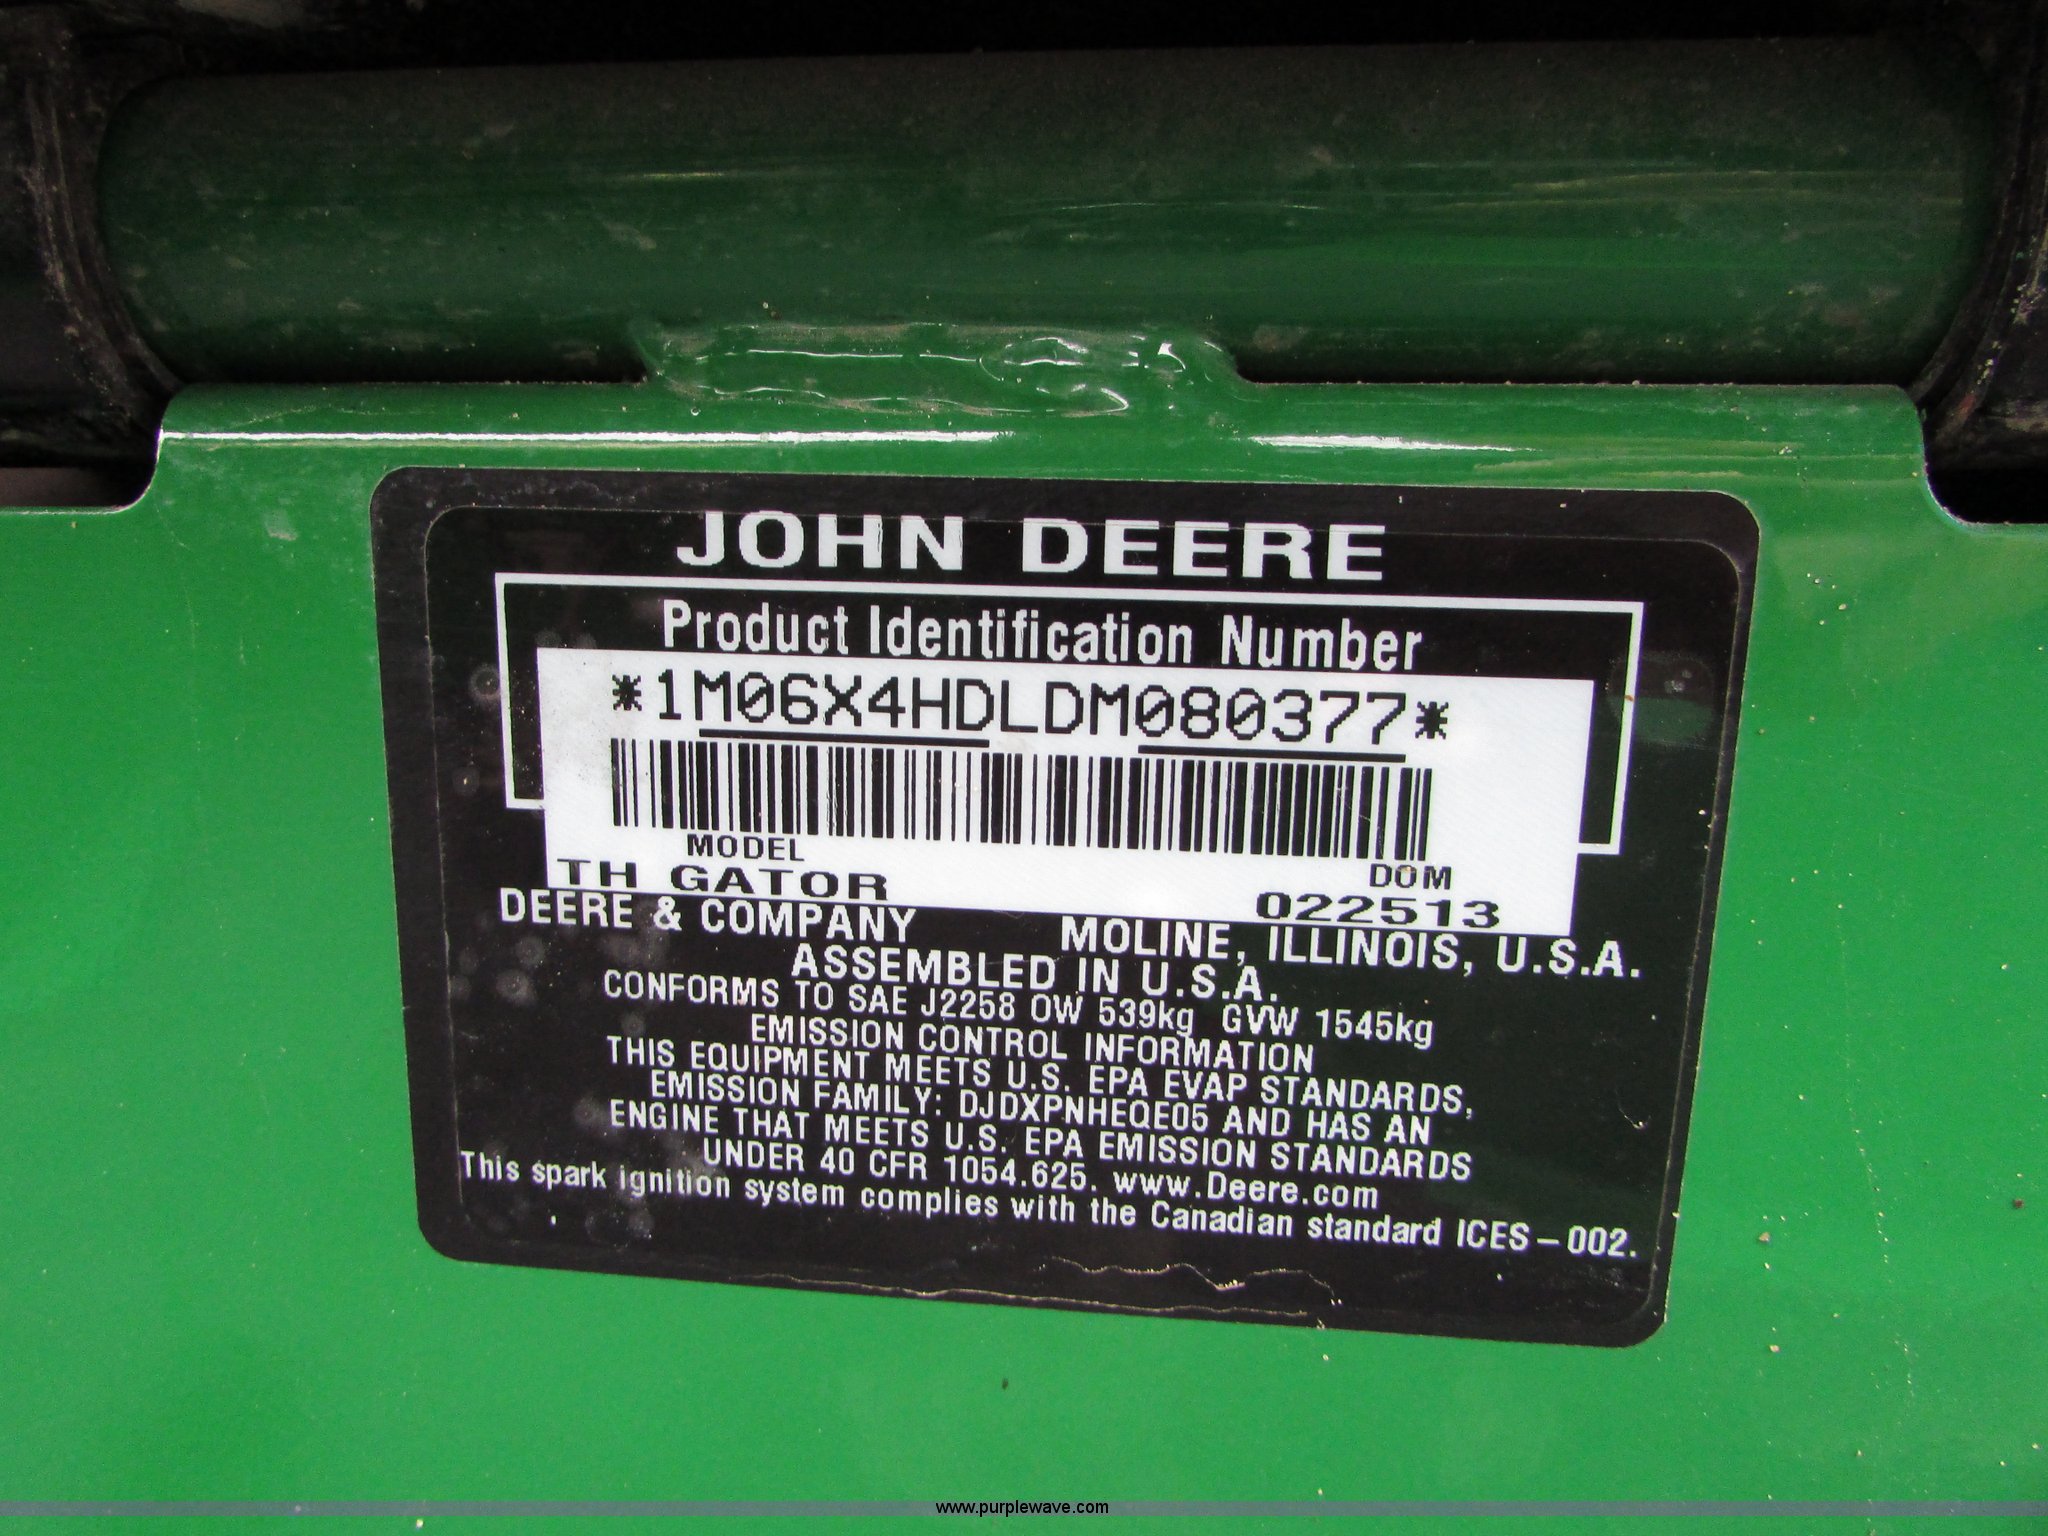 JOHN DEERE
Product Identification Number
*1M06X4HDLDM080377*
MODEL
DOM
TH GATOR
022513
DEERE & COMPANY MOLINE, ILLINOIS, U.S.A.
ASSEMBLED IN U.S.A.
CONFORMS TO SAE J2258 OW 539kg GVW 1545kg
EMISSION CONTROL INFORMATION
THIS EQUIPMENT MEETS U.S. EPA EVAP STANDARDS,
EMISSION FAMILY: DJDXPNHEQE05 AND HAS AN
ENGINE THAT MEETS U.S. EPA EMISSION STANDARDS
UNDER 40 CFR 1054.625. www.Deere.com
This spark ignition system complies with the Canadian standard ICES-002.
www.purplewave.com